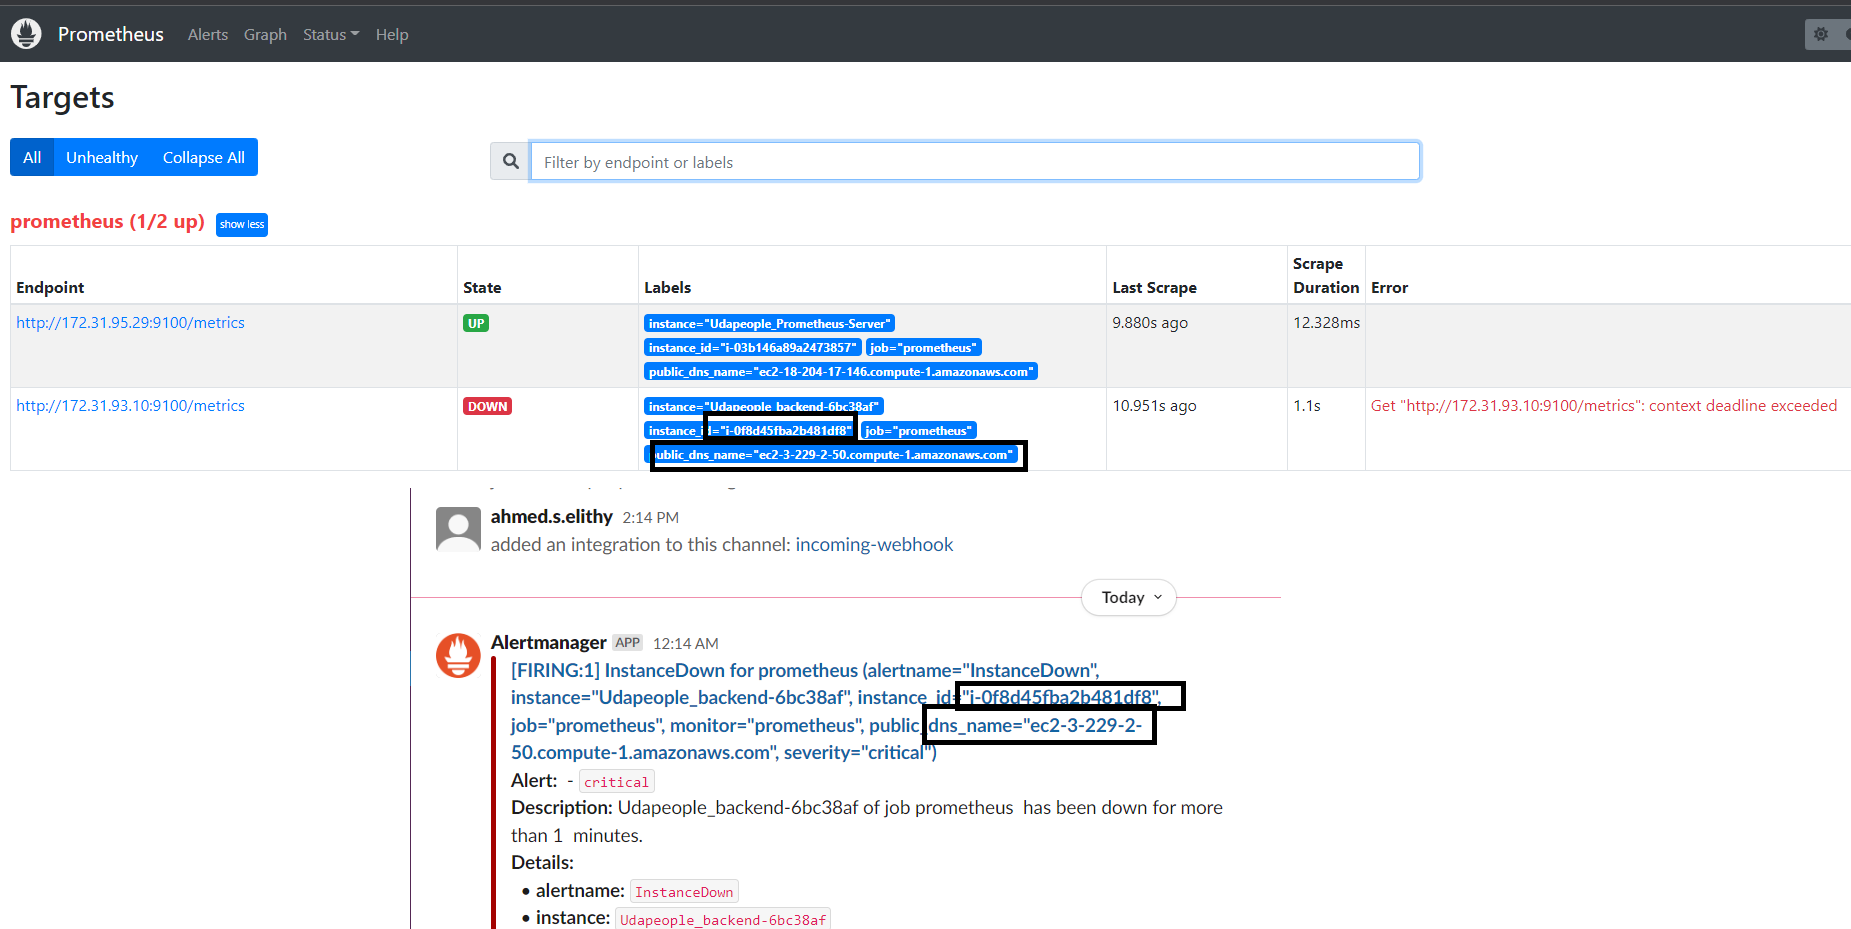 Prometheus Alerts Graph Status Help
Targets
All Unhealthy Collapse All
Filter by endpoint or labels
prometheus (1/2 up) show less
Endpoint State Labels Last Scrape Scrape Duration Error
http://172.31.95.29:9100/metrics UP instance="Udapeople_Prometheus-Server" 9.880s ago 12.328ms
instance_id="i-03b146a89a2473857" job="prometheus"
public_dns_name="ec2-18-204-17-146.compute-1.amazonaws.com"
http://172.31.93.10:9100/metrics DOWN instance="Udapeople_backend-6bc38af" 10.951s ago 1.1s Get "http://172.31.93.10:9100/metrics": context deadline exceeded
instance_id="i-0f8d45fba2b481df8" job="prometheus"
public_dns_name="ec2-3-229-2-50.compute-1.amazonaws.com"
ahmed.s.elithy 2:14 PM
added an integration to this channel: incoming-webhook
Today
Alertmanager APP 12:14 AM
[FIRING:1] InstanceDown for prometheus (alertname="InstanceDown",
instance="Udapeople_backend-6bc38af", instance_id="i-0f8d45fba2b481df8",
job="prometheus", monitor="prometheus", public_dns_name="ec2-3-229-2-
50.compute-1.amazonaws.com", severity="critical")
Alert: - critical
Description: Udapeople_backend-6bc38af of job prometheus has been down for more
than 1 minutes.
Details:
• alertname: InstanceDown
• instance: Udapeople_backend-6bc38af